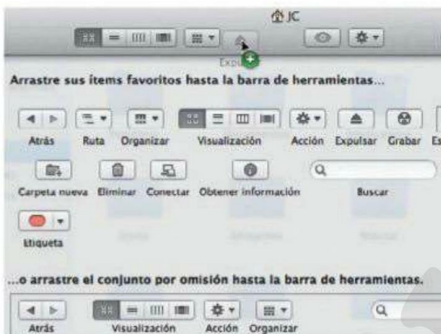 JC
Arrastre sus ítems favoritos hasta la barra de herramientas...
Atrás Ruta Organizar Visualización Acción Expulsar Grabar
Carpeta nueva Eliminar Conectar Obtener información Buscar
Etiqueta
...o arrastre el conjunto por omisión hasta la barra de herramientas.
Atrás Visualización Acción Organizar